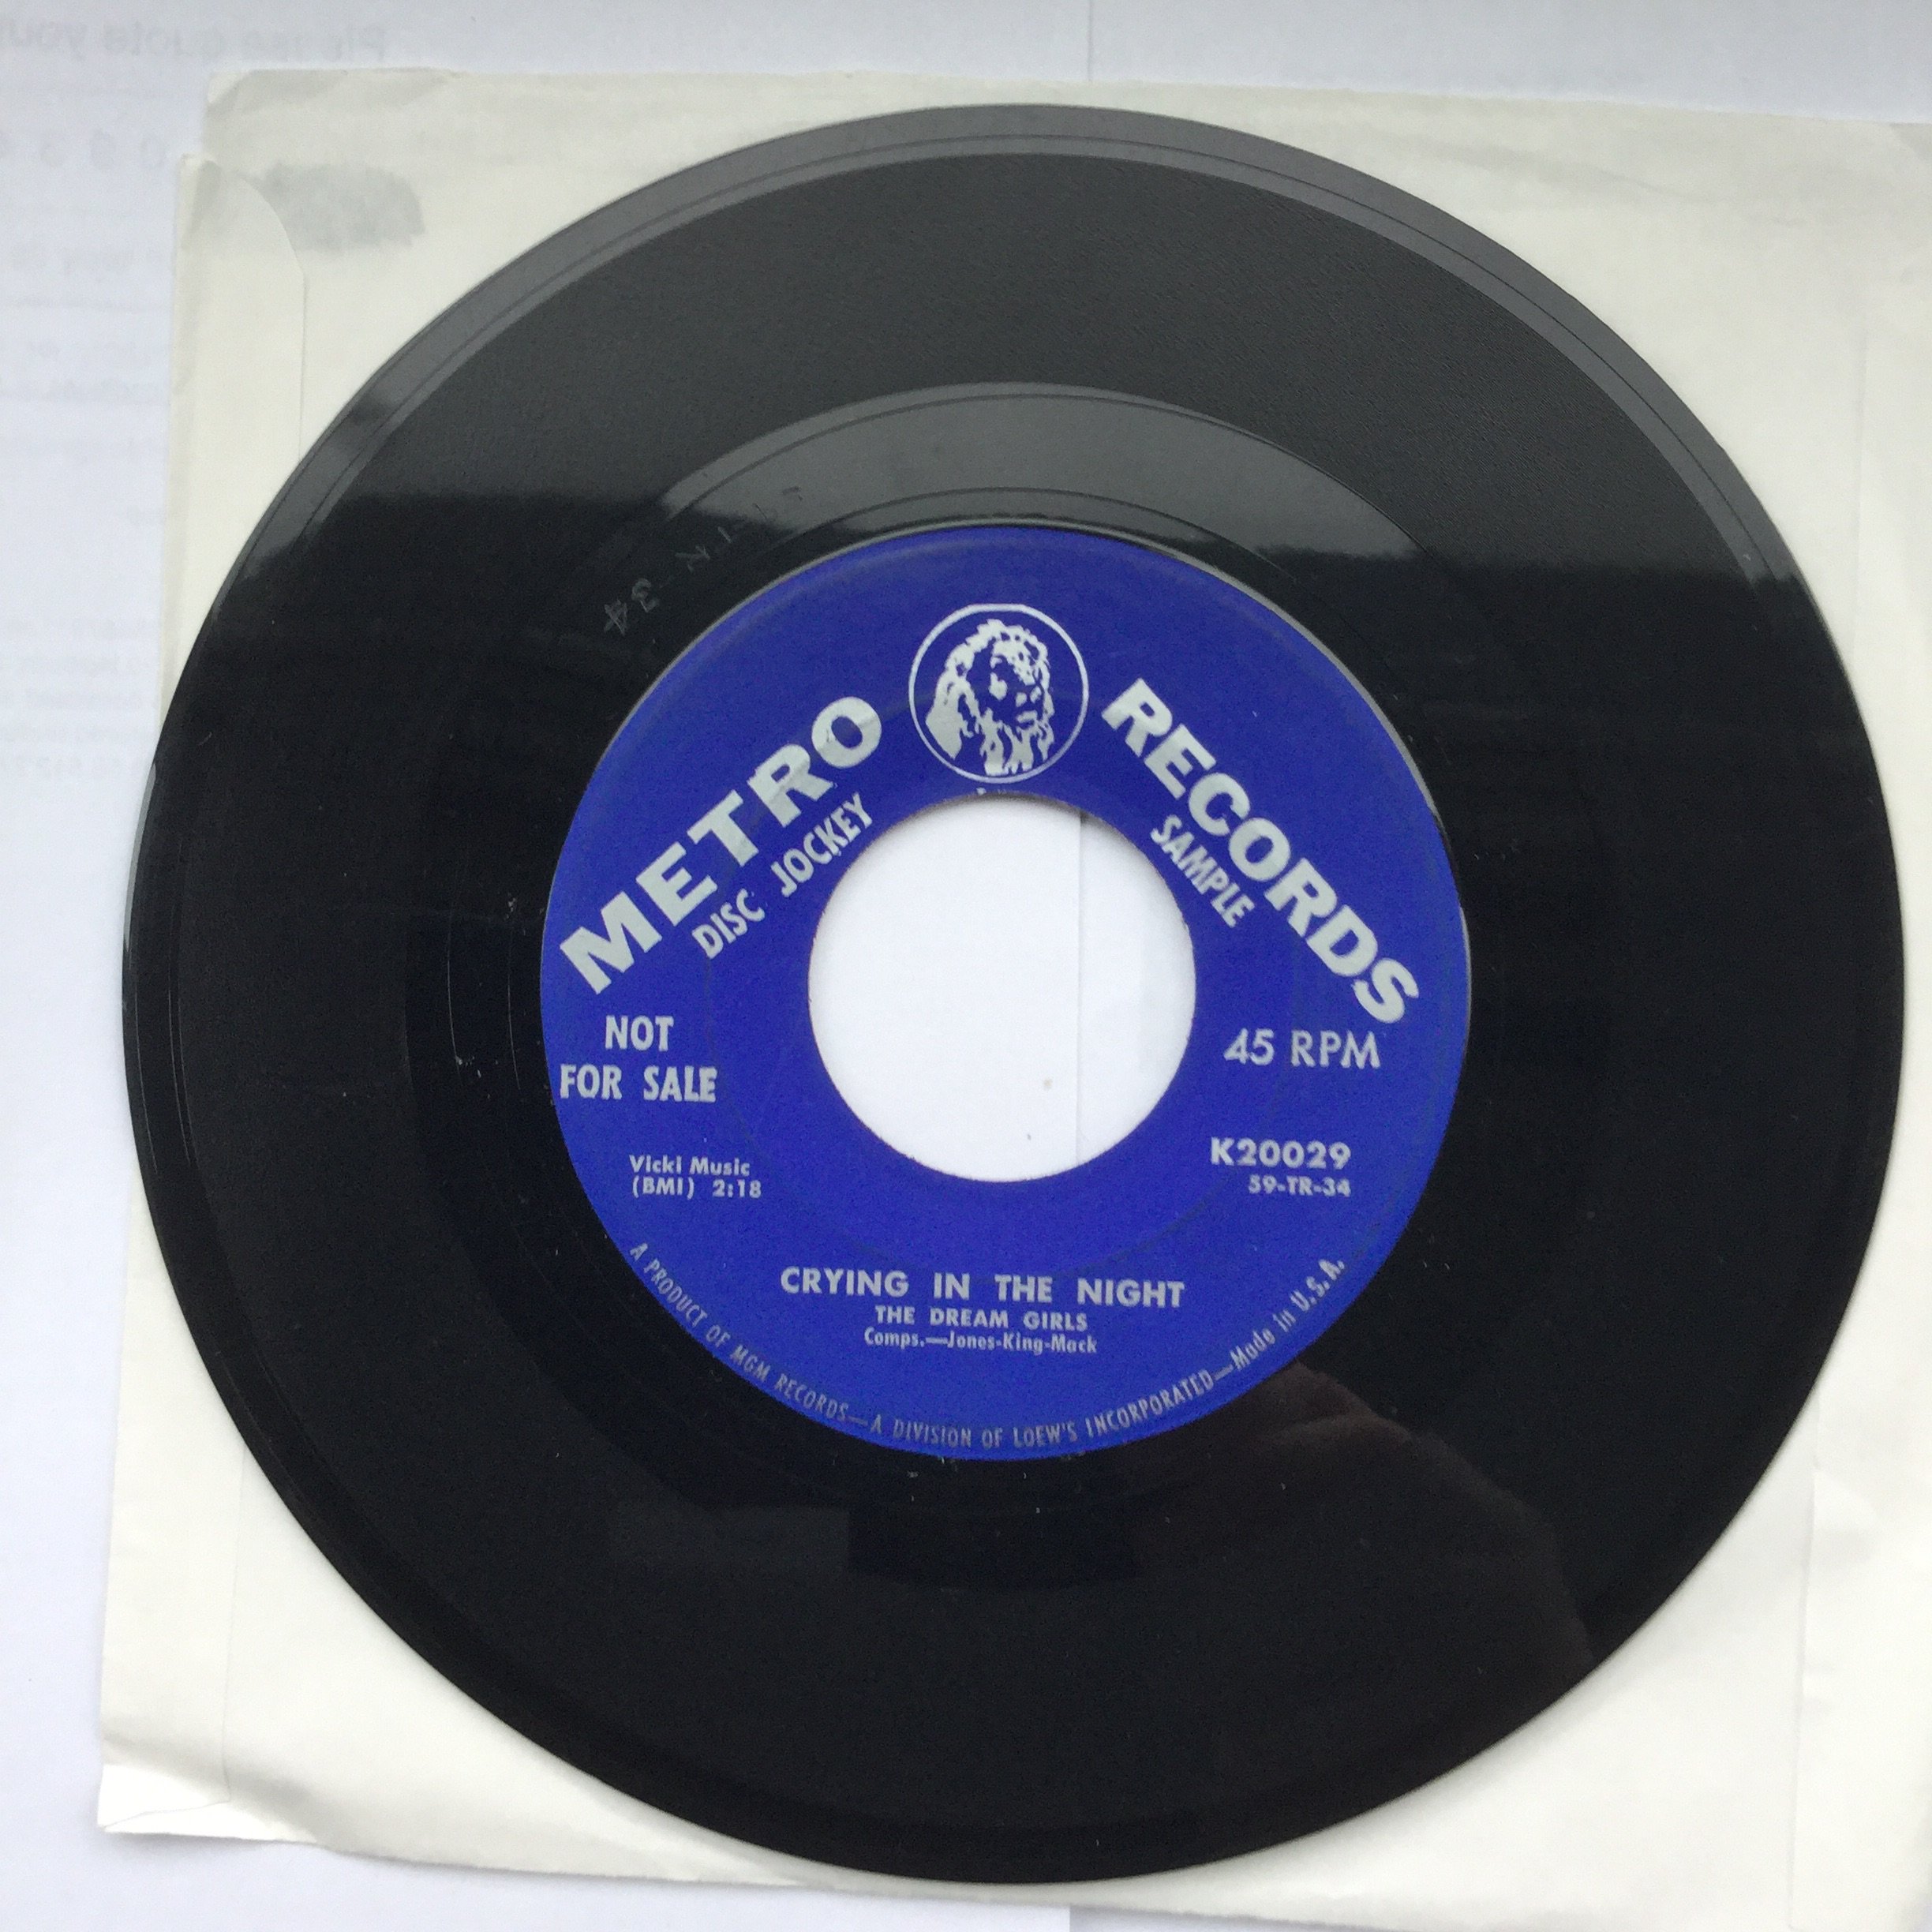 METRO RECORDS
DISC JOCKEY SAMPLE
NOT
FOR SALE
45 RPM
Vicki Music
(BMI) 2:18
K20029
59-TR-34
CRYING IN THE NIGHT
THE DREAM GIRLS
Comps.—Jones-King-Mack
A PRODUCT OF MGM RECORDS—A DIVISION OF LOEW'S INCORPORATED—Made in U.S.A.